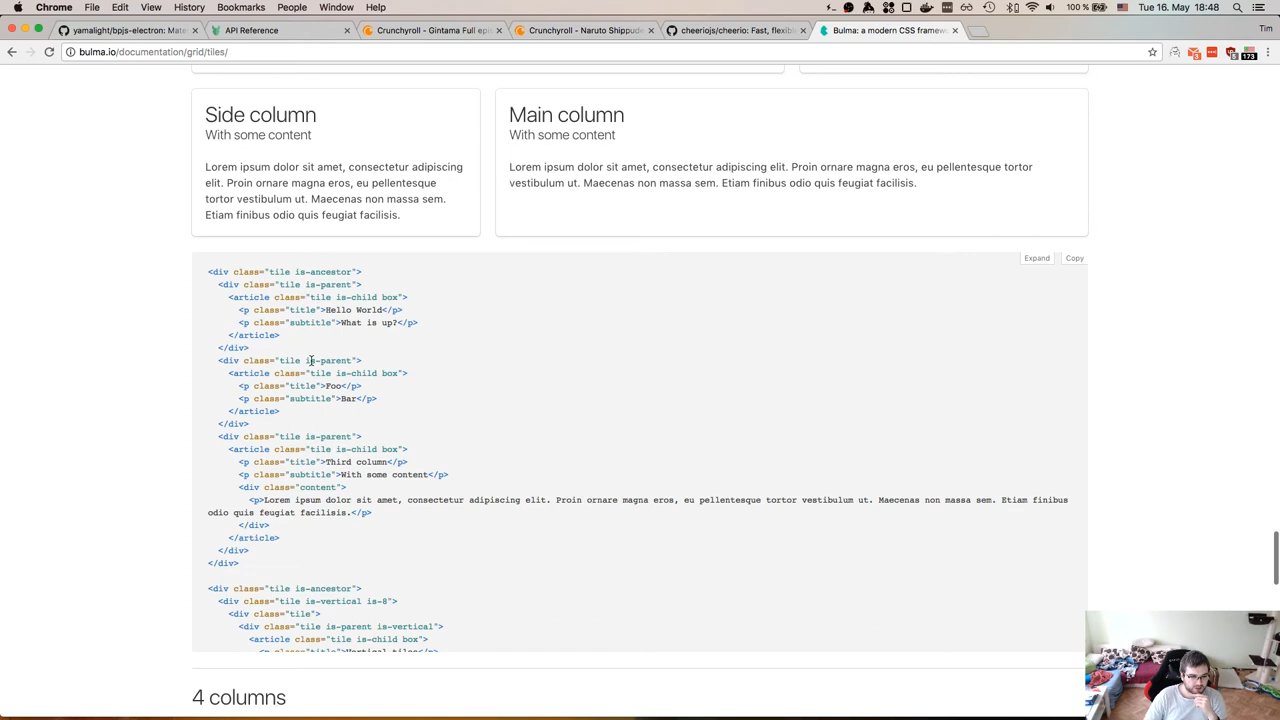 Chrome File Edit View History Bookmarks People Window Help Tue 16. May 18:48
yamalight/bpjs-electron: Mate API Reference Crunchyroll - Gintama Full epi Crunchyroll - Naruto Shippude cheeriojs/cheerio: Fast, flexible Bulma: a modern CSS framew Tim
bulma.io/documentation/grid/tiles/
Side column
With some content
Lorem ipsum dolor sit amet, consectetur adipiscing
elit. Proin ornare magna eros, eu pellentesque
tortor vestibulum ut. Maecenas non massa sem.
Etiam finibus odio quis feugiat facilisis.
Main column
With some content
Lorem ipsum dolor sit amet, consectetur adipiscing elit. Proin ornare magna eros, eu pellentesque tortor
vestibulum ut. Maecenas non massa sem. Etiam finibus odio quis feugiat facilisis.
Expand Copy
<div class="tile is-ancestor">
<div class="tile is-parent">
<article class="tile is-child box">
<p class="title">Hello World</p>
<p class="subtitle">What is up?</p>
</article>
</div>
<div class="tile is-parent">
<article class="tile is-child box">
<p class="title">Foo</p>
<p class="subtitle">Bar</p>
</article>
</div>
<div class="tile is-parent">
<article class="tile is-child box">
<p class="title">Third column</p>
<p class="subtitle">With some content</p>
<div class="content">
<p>Lorem ipsum dolor sit amet, consectetur adipiscing elit. Proin ornare magna eros, eu pellentesque tortor vestibulum ut. Maecenas non massa sem. Etiam finibus
odio quis feugiat facilisis.</p>
</div>
</article>
</div>
</div>
<div class="tile is-ancestor">
<div class="tile is-vertical is-8">
<div class="tile">
<div class="tile is-parent is-vertical">
<article class="tile is-child box">
<p class="title">Vertical tiles</p>
4 columns